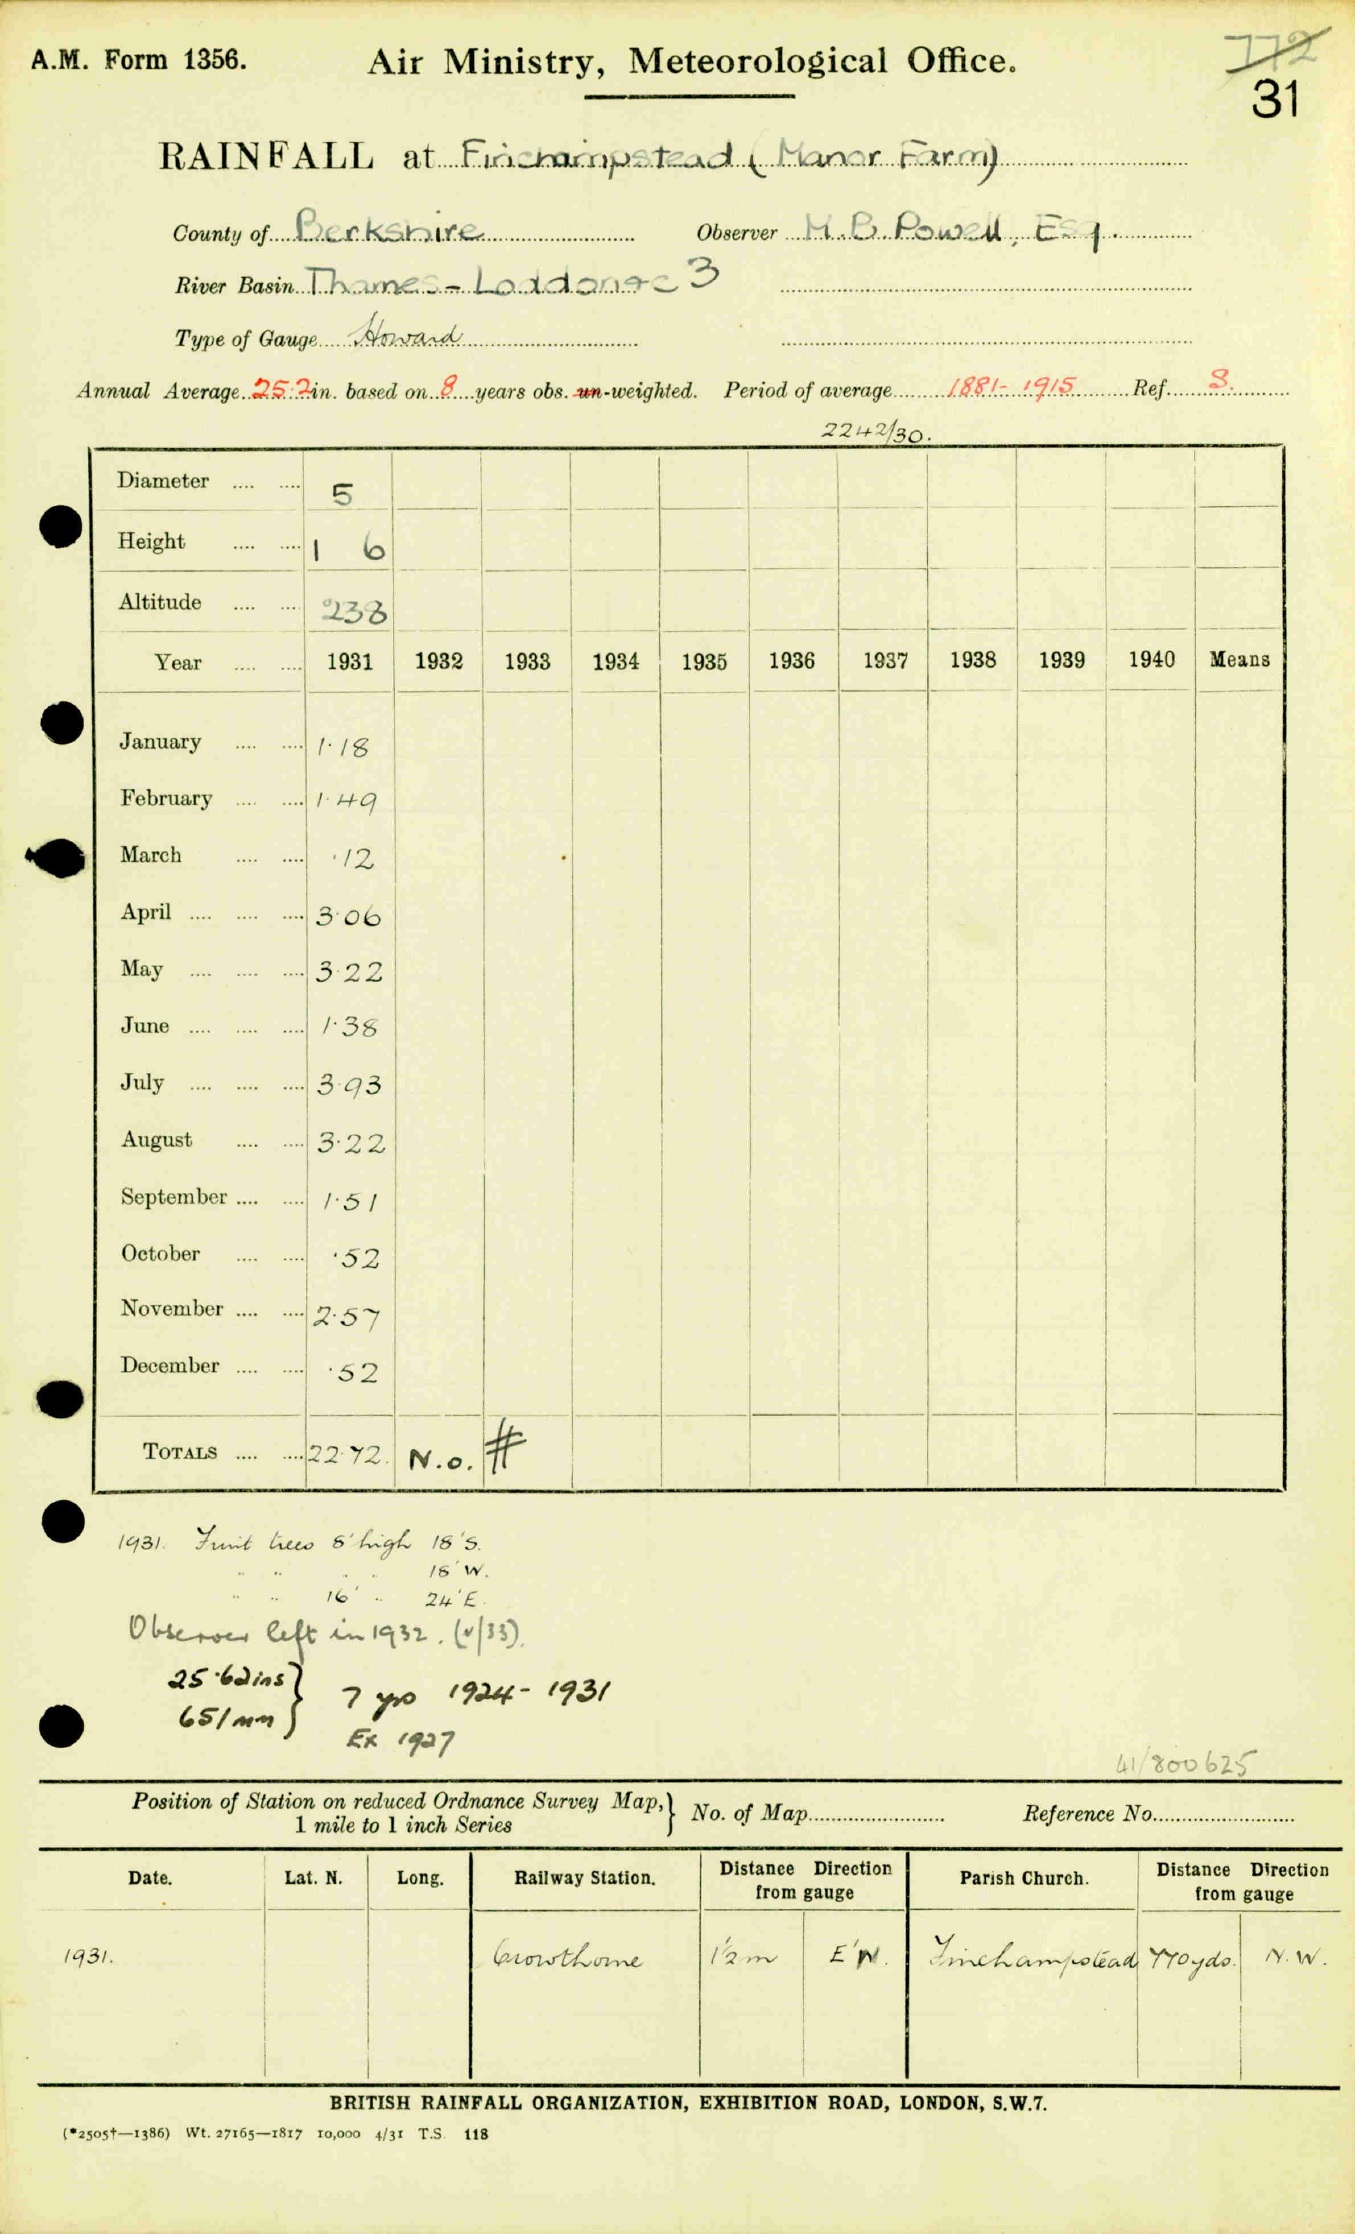 A.M. Form 1356.
Air Ministry, Meteorological Office.
772
31
RAINFALL at Finchampstead (Manor Farm)
County of Berkshire Observer H.B. Powell, Esq.
River Basin Thames - Loddon &c 3
Type of Gauge Howard
Annual Average 25.2 in. based on 8 years obs. un-weighted. Period of average 1881-1915 Ref. S.
2242/30.
Diameter .... .... 5
Height .... .... 1 6
Altitude .... .... 238
Year .... .... 1931 1932 1933 1934 1935 1936 1937 1938 1939 1940 Means
January .... .... 1.18
February .... .... 1.49
March .... .... .12
April .... .... .... 3.06
May .... .... .... 3.22
June .... .... .... 1.38
July .... .... .... 3.93
August .... .... 3.22
September .... .... 1.51
October .... .... .52
November .... .... 2.57
December .... .... .52
TOTALS .... .... 22.72 N.o. #
1931. Fruit trees 8' high 18' S.
" " " " 18' W.
" " 16' " 24' E.
Observer left in 1932. (v/33).
25.62 ins } 7 yrs 1924-1931
651 mm } Ex 1927
41/800625
Position of Station on reduced Ordnance Survey Map, } No. of Map Reference No.
1 mile to 1 inch Series
Date. Lat. N. Long. Railway Station. Distance Direction from gauge Parish Church. Distance Direction from gauge
1931. Crowthorne 1½ m E'N. Finchampstead 770 yds. N.W.
BRITISH RAINFALL ORGANIZATION, EXHIBITION ROAD, LONDON, S.W.7.
(*2505†—1386) Wt. 27165—1817 10,000 4/31 T.S. 118